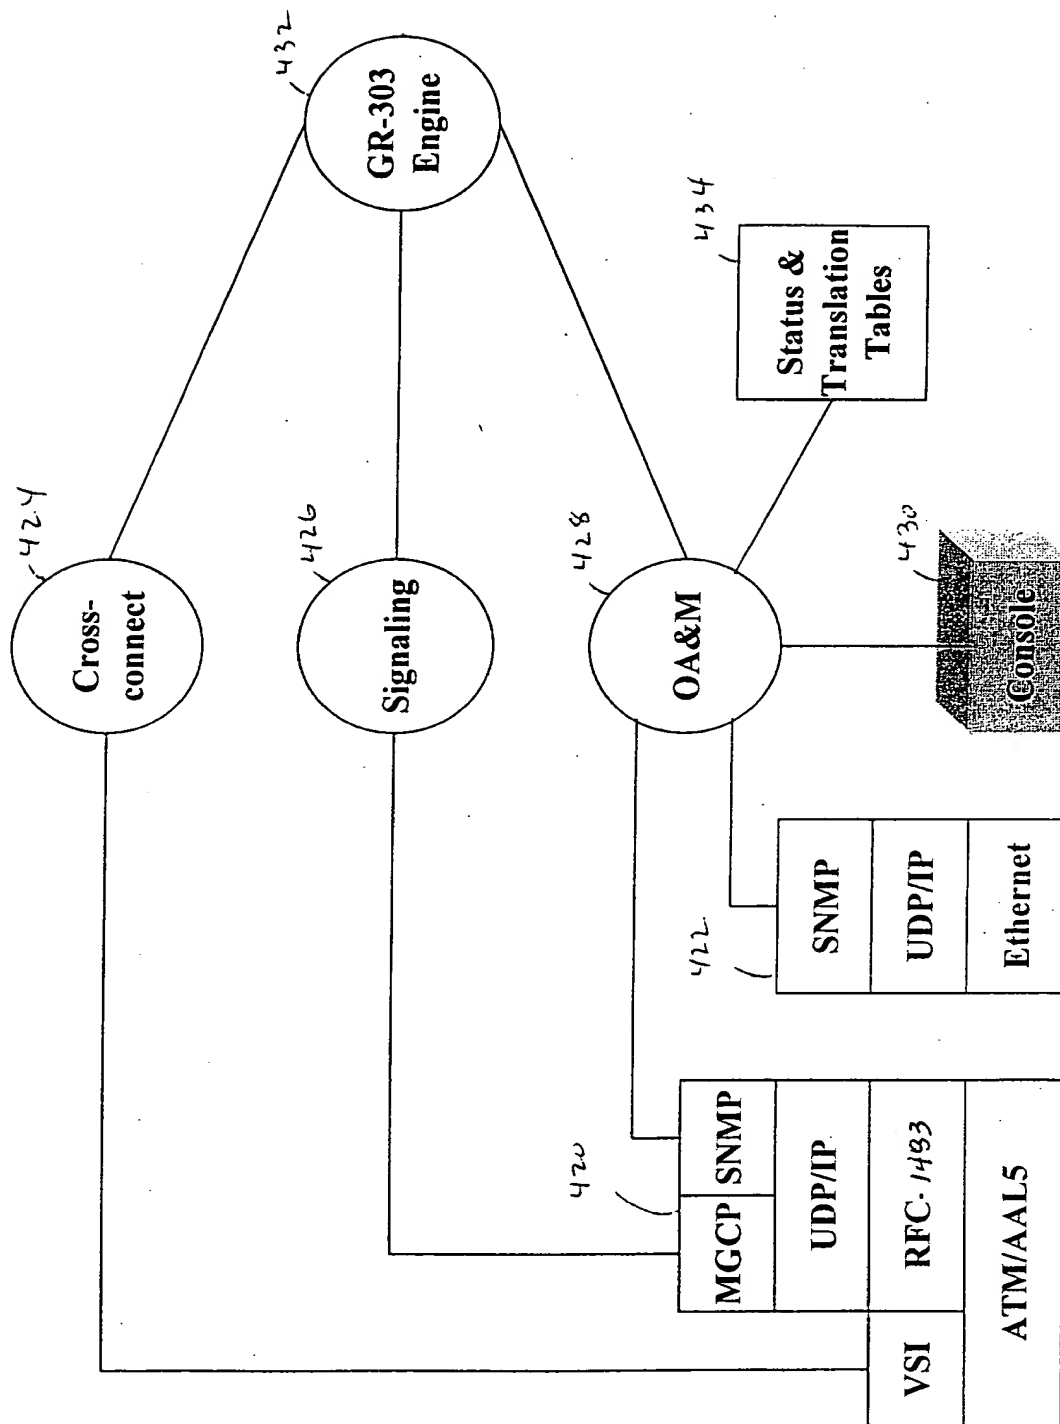 424
Cross-
connect
432
GR-303
Engine
426
Signaling
428
OA&M
420
MGCP
SNMP
UDP/IP
VSI
RFC-1483
ATM/AAL5
422
SNMP
UDP/IP
Ethernet
434
Status &
Translation
Tables
430
Console